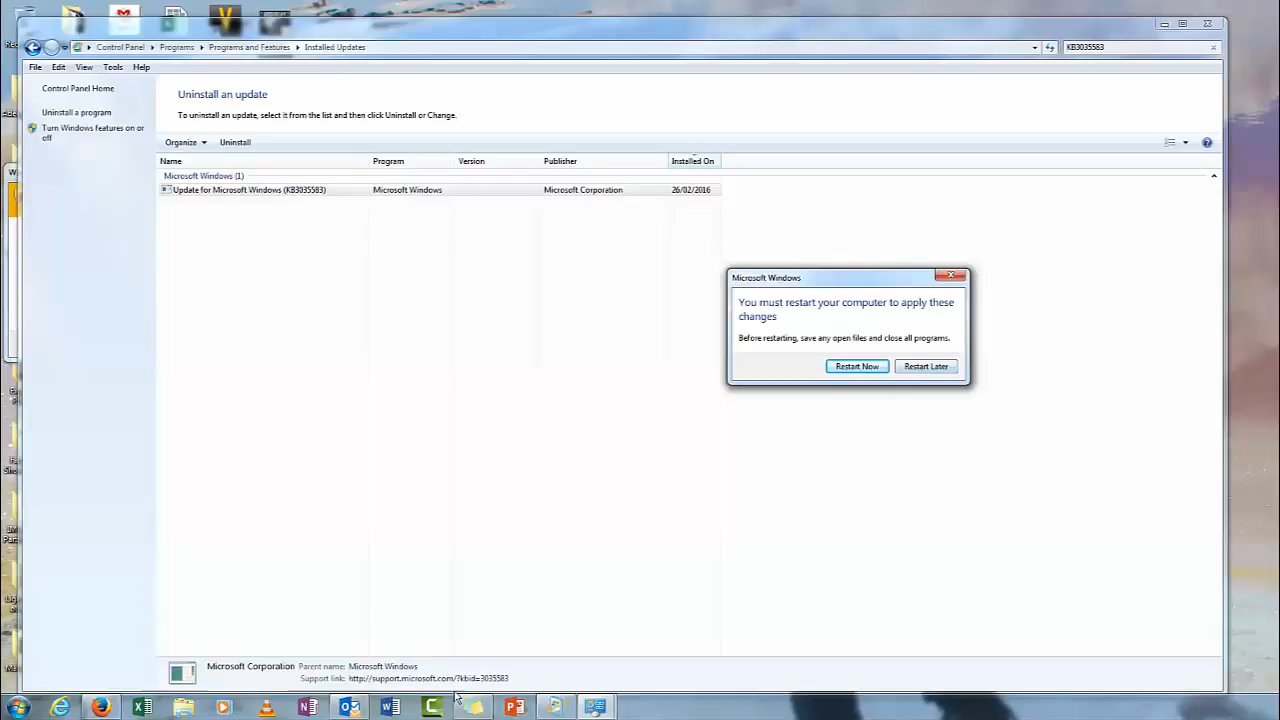 Control Panel ▸ Programs ▸ Programs and Features ▸ Installed Updates
KB3035583
File Edit View Tools Help
Control Panel Home
Uninstall a program
Turn Windows features on or
off
Uninstall an update
To uninstall an update, select it from the list and then click Uninstall or Change.
Organize Uninstall
Name Program Version Publisher Installed On
Microsoft Windows (1)
Update for Microsoft Windows (KB3035583) Microsoft Windows Microsoft Corporation 26/02/2016
Microsoft Windows
You must restart your computer to apply these
changes
Before restarting, save any open files and close all programs.
Restart Now Restart Later
Microsoft Corporation Parent name: Microsoft Windows
Support link: http://support.microsoft.com/?kbid=3035583